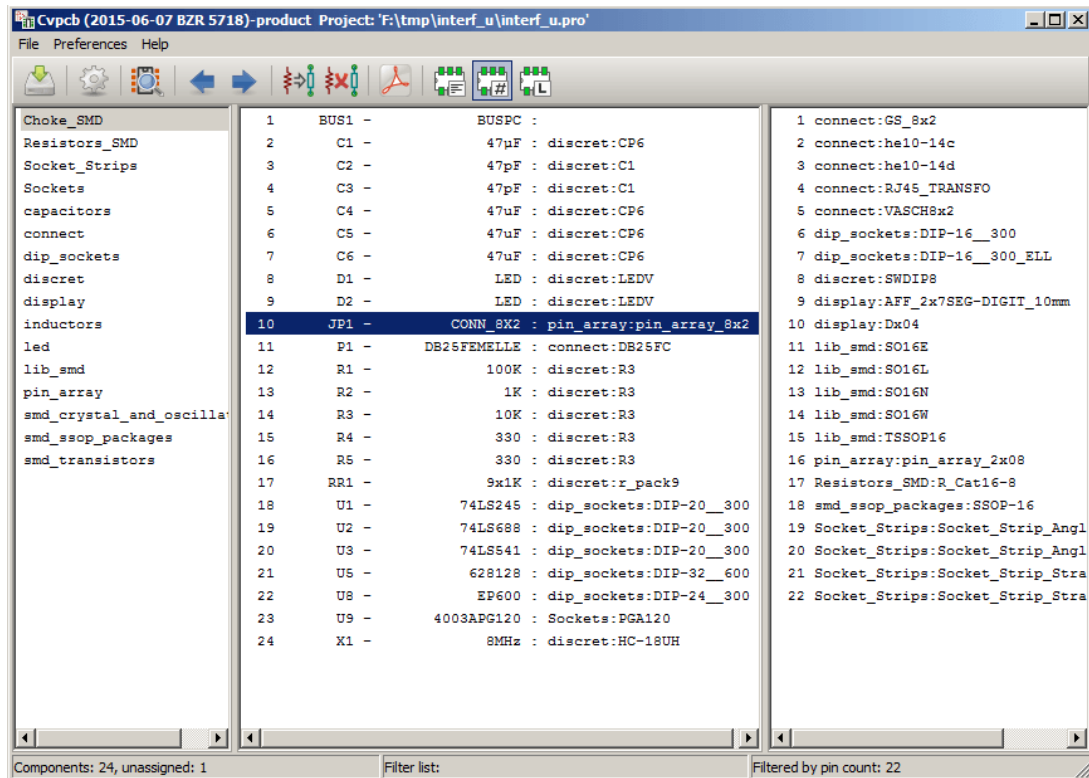 Cvpcb (2015-06-07 BZR 5718)-product Project: 'F:\tmp\interf_u\interf_u.pro'
File Preferences Help
#
L
Choke_SMD
Resistors_SMD
Socket_Strips
Sockets
capacitors
connect
dip_sockets
discret
display
inductors
led
lib_smd
pin_array
smd_crystal_and_oscilla
smd_ssop_packages
smd_transistors
1 BUS1 - BUSPC :
2 C1 - 47µF : discret:CP6
3 C2 - 47pF : discret:C1
4 C3 - 47pF : discret:C1
5 C4 - 47uF : discret:CP6
6 C5 - 47uF : discret:CP6
7 C6 - 47uF : discret:CP6
8 D1 - LED : discret:LEDV
9 D2 - LED : discret:LEDV
10 JP1 - CONN_8X2 : pin_array:pin_array_8x2
11 P1 - DB25FEMELLE : connect:DB25FC
12 R1 - 100K : discret:R3
13 R2 - 1K : discret:R3
14 R3 - 10K : discret:R3
15 R4 - 330 : discret:R3
16 R5 - 330 : discret:R3
17 RR1 - 9x1K : discret:r_pack9
18 U1 - 74LS245 : dip_sockets:DIP-20__300
19 U2 - 74LS688 : dip_sockets:DIP-20__300
20 U3 - 74LS541 : dip_sockets:DIP-20__300
21 U5 - 628128 : dip_sockets:DIP-32__600
22 U8 - EP600 : dip_sockets:DIP-24__300
23 U9 - 4003APG120 : Sockets:PGA120
24 X1 - 8MHz : discret:HC-18UH
1 connect:GS_8x2
2 connect:he10-14c
3 connect:he10-14d
4 connect:RJ45_TRANSFO
5 connect:VASCH8x2
6 dip_sockets:DIP-16__300
7 dip_sockets:DIP-16__300_ELL
8 discret:SWDIP8
9 display:AFF_2x7SEG-DIGIT_10mm
10 display:Dx04
11 lib_smd:SO16E
12 lib_smd:SO16L
13 lib_smd:SO16N
14 lib_smd:SO16W
15 lib_smd:TSSOP16
16 pin_array:pin_array_2x08
17 Resistors_SMD:R_Cat16-8
18 smd_ssop_packages:SSOP-16
19 Socket_Strips:Socket_Strip_Angl
20 Socket_Strips:Socket_Strip_Angl
21 Socket_Strips:Socket_Strip_Stra
22 Socket_Strips:Socket_Strip_Stra
Components: 24, unassigned: 1
Filter list:
Filtered by pin count: 22